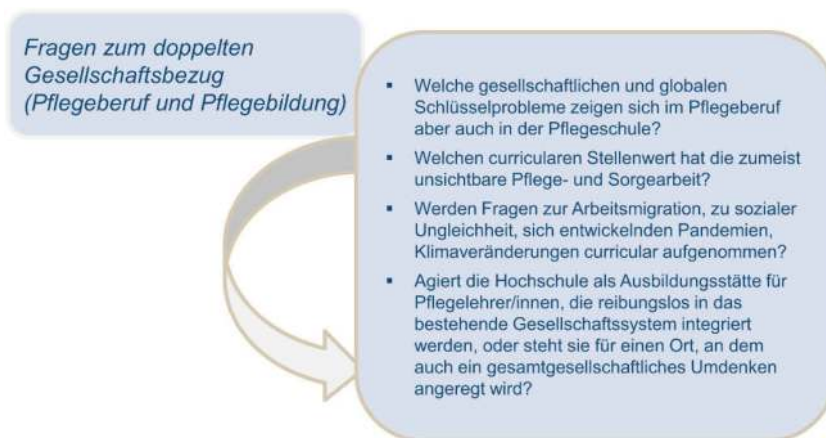 Fragen zum doppelten
Gesellschaftsbezug
(Pflegeberuf und Pflegebildung)
▪ Welche gesellschaftlichen und globalen
Schlüsselprobleme zeigen sich im Pflegeberuf
aber auch in der Pflegeschule?
▪ Welchen curricularen Stellenwert hat die zumeist
unsichtbare Pflege- und Sorgearbeit?
▪ Werden Fragen zur Arbeitsmigration, zu sozialer
Ungleichheit, sich entwickelnden Pandemien,
Klimaveränderungen curricular aufgenommen?
▪ Agiert die Hochschule als Ausbildungsstätte für
Pflegelehrer/innen, die reibungslos in das
bestehende Gesellschaftssystem integriert
werden, oder steht sie für einen Ort, an dem
auch ein gesamtgesellschaftliches Umdenken
angeregt wird?